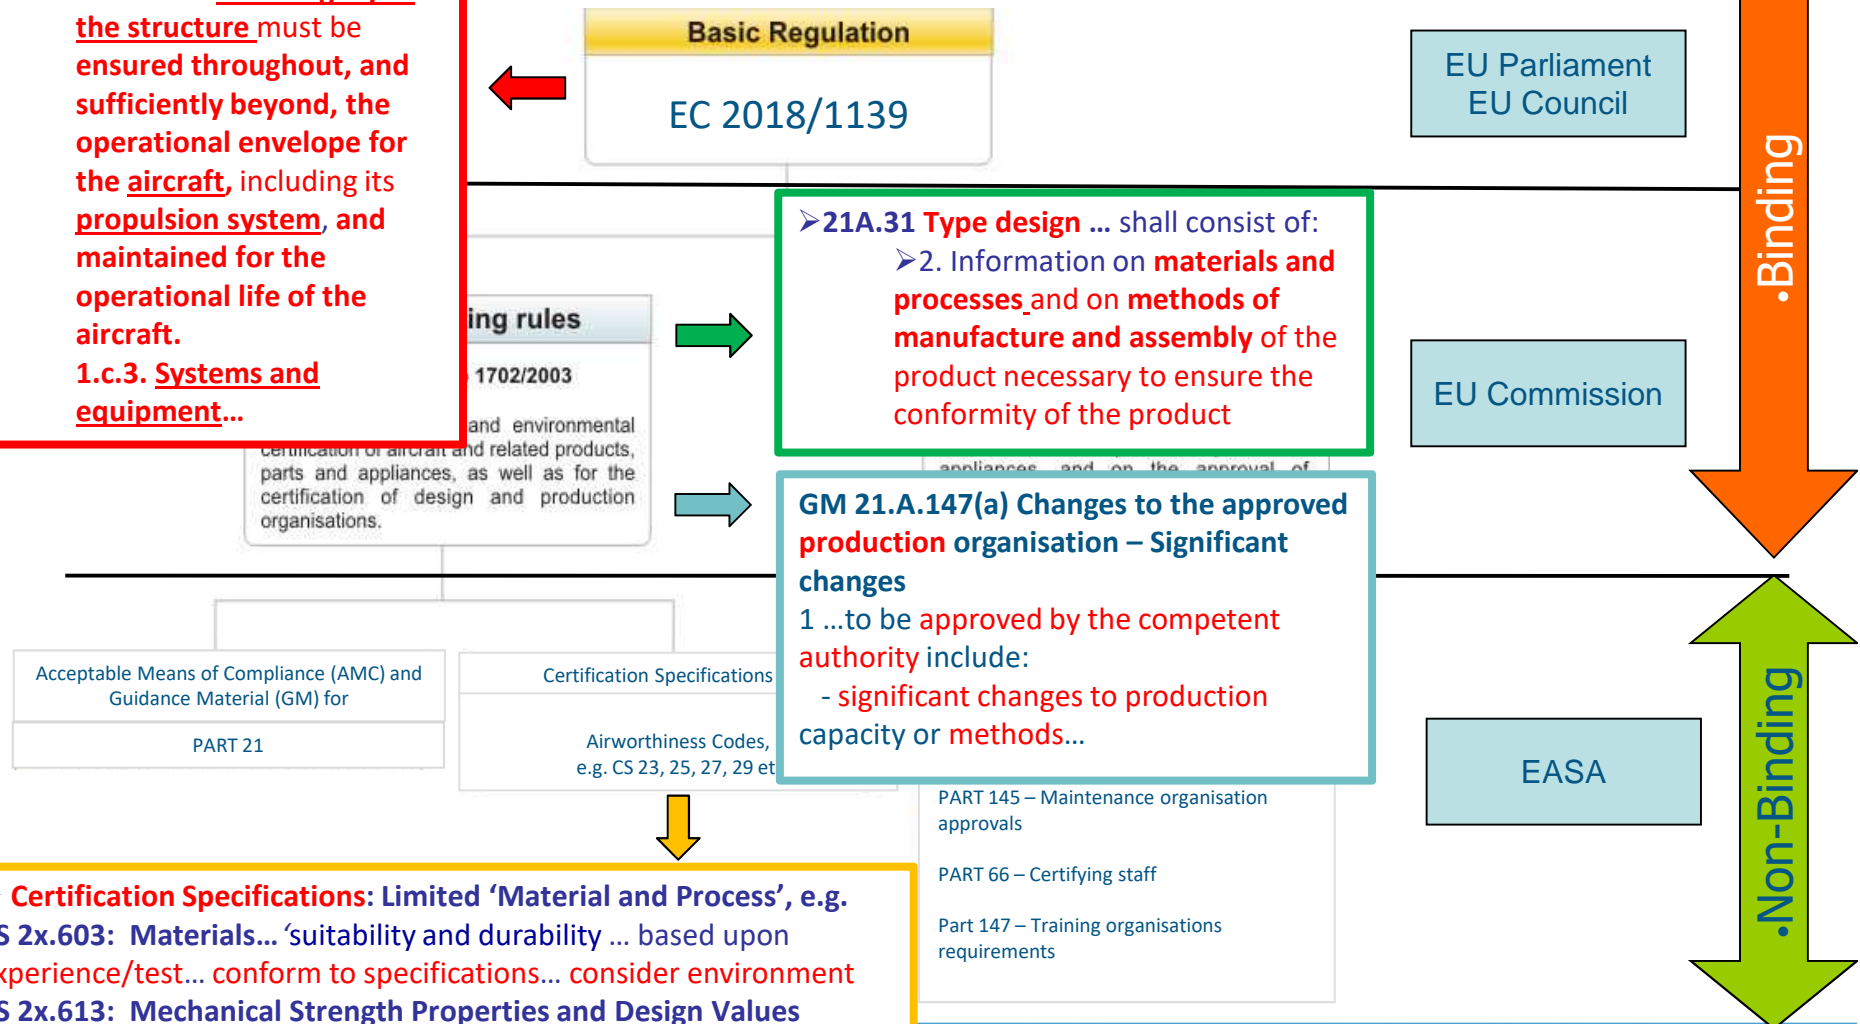 the structure must be
ensured throughout, and
sufficiently beyond, the
operational envelope for
the aircraft, including its
propulsion system, and
maintained for the
operational life of the
aircraft.
1.c.3. Systems and
equipment…
Basic Regulation
EC 2018/1139
EU Parliament
EU Council
•Binding
➢21A.31 Type design … shall consist of:
➢2. Information on materials and
processes and on methods of
manufacture and assembly of the
product necessary to ensure the
conformity of the product
ing rules
1702/2003
and environmental
certification of aircraft and related products,
parts and appliances, as well as for the
certification of design and production
organisations.
EU Commission
appliances and on the approval of
GM 21.A.147(a) Changes to the approved
production organisation – Significant
changes
1 …to be approved by the competent
authority include:
- significant changes to production
capacity or methods…
Acceptable Means of Compliance (AMC) and
Guidance Material (GM) for
PART 21
Certification Specifications
Airworthiness Codes,
e.g. CS 23, 25, 27, 29 et
EASA
•Non-Binding
PART 145 – Maintenance organisation
approvals
PART 66 – Certifying staff
Part 147 – Training organisations
requirements
Certification Specifications: Limited ‘Material and Process’, e.g.
S 2x.603: Materials… ‘suitability and durability … based upon
xperience/test… conform to specifications… consider environment
S 2x.613: Mechanical Strength Properties and Design Values